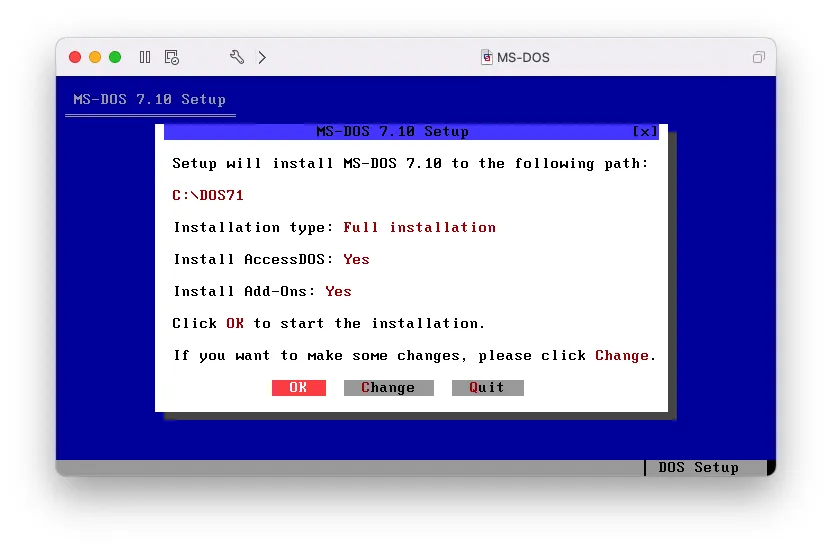 MS-DOS
MS-DOS 7.10 Setup
MS-DOS 7.10 Setup [x]
Setup will install MS-DOS 7.10 to the following path:
C:\DOS71
Installation type: Full installation
Install AccessDOS: Yes
Install Add-Ons: Yes
Click OK to start the installation.
If you want to make some changes, please click Change.
OK Change Quit
DOS Setup